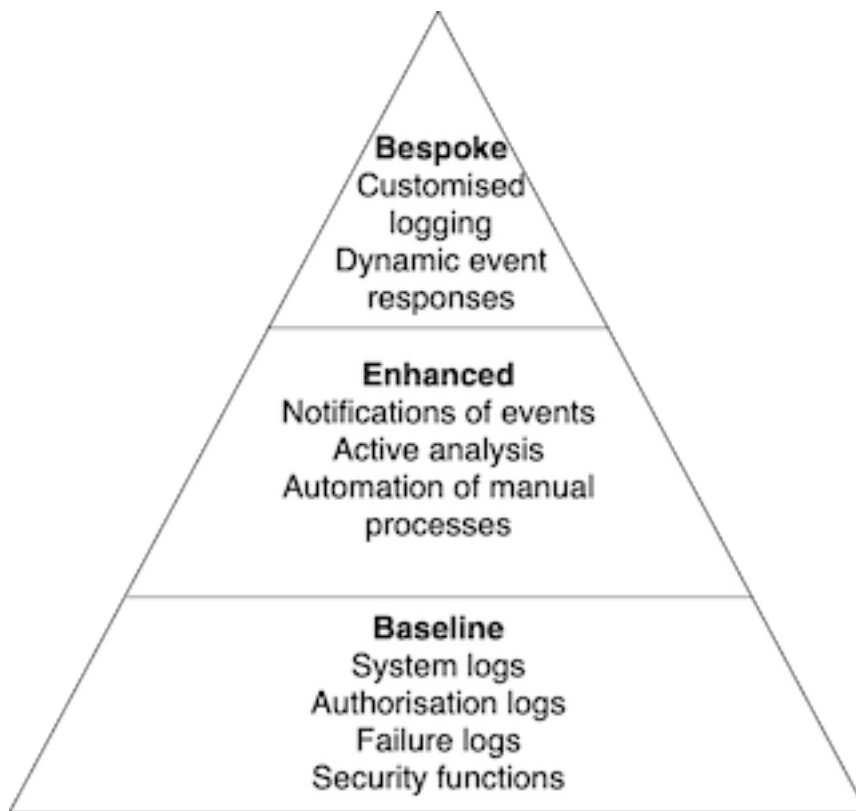 Bespoke
Customised
logging
Dynamic event
responses
Enhanced
Notifications of events
Active analysis
Automation of manual
processes
Baseline
System logs
Authorisation logs
Failure logs
Security functions